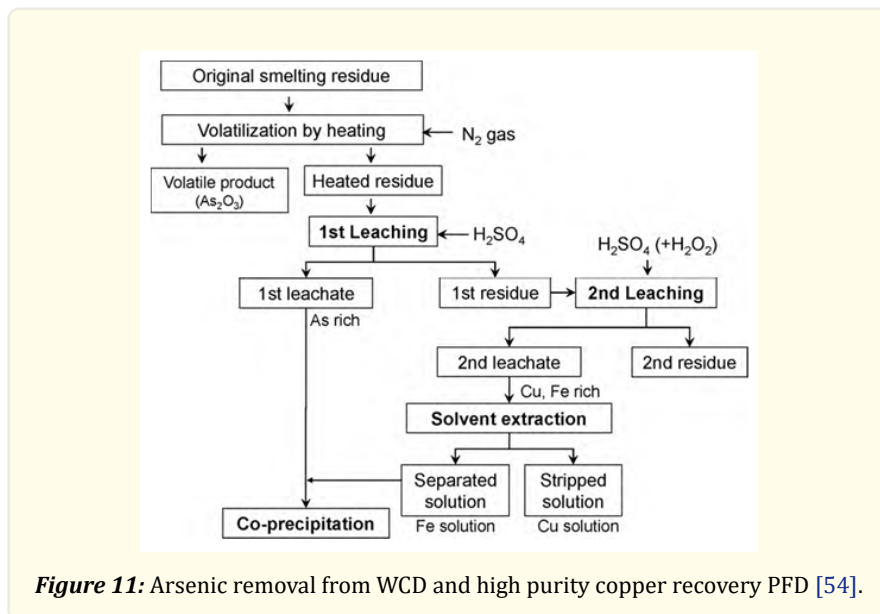 Original smelting residue
Volatilization by heating
N₂ gas
Volatile product
(As₂O₃)
Heated residue
1st Leaching
H₂SO₄
H₂SO₄ (+H₂O₂)
1st leachate
1st residue
2nd Leaching
As rich
2nd leachate
2nd residue
Cu, Fe rich
Solvent extraction
Separated
solution
Stripped
solution
Co-precipitation
Fe solution
Cu solution
Figure 11: Arsenic removal from WCD and high purity copper recovery PFD [54].